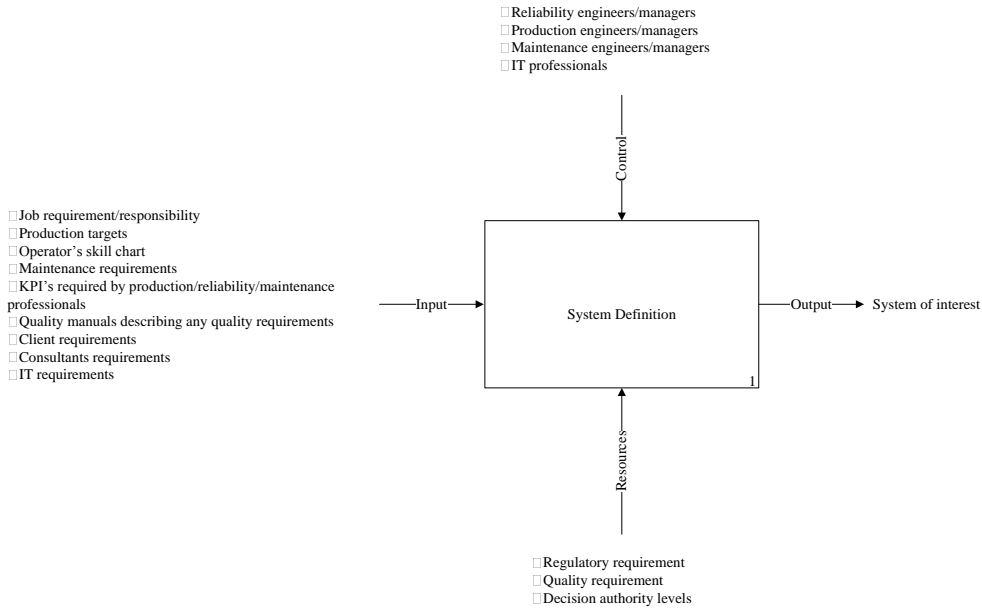 Reliability engineers/managers
Production engineers/managers
Maintenance engineers/managers
IT professionals
Control
Job requirement/responsibility
Production targets
Operator’s skill chart
Maintenance requirements
KPI’s required by production/reliability/maintenance
professionals
Quality manuals describing any quality requirements
Client requirements
Consultants requirements
IT requirements
Input
System Definition
1
Output
System of interest
Resources
Regulatory requirement
Quality requirement
Decision authority levels